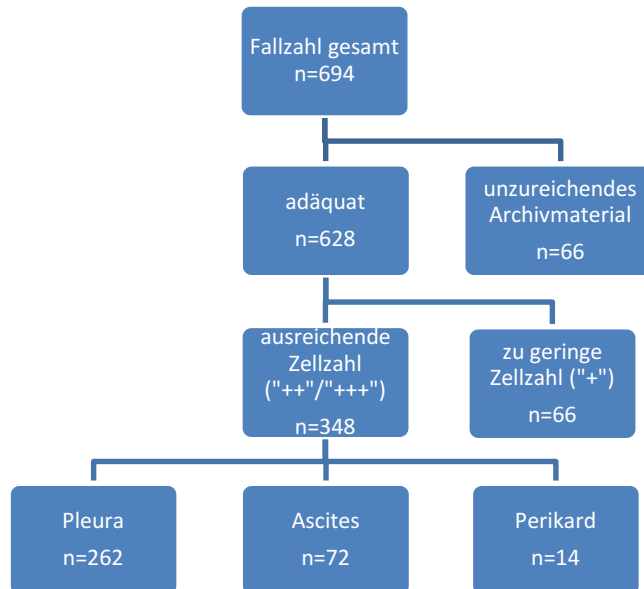 Fallzahl gesamt
n=694
adäquat
n=628
unzureichendes
Archivmaterial
n=66
ausreichende
Zellzahl
("++"/"+++")
n=348
zu geringe
Zellzahl ("+")
n=66
Pleura
n=262
Ascites
n=72
Perikard
n=14